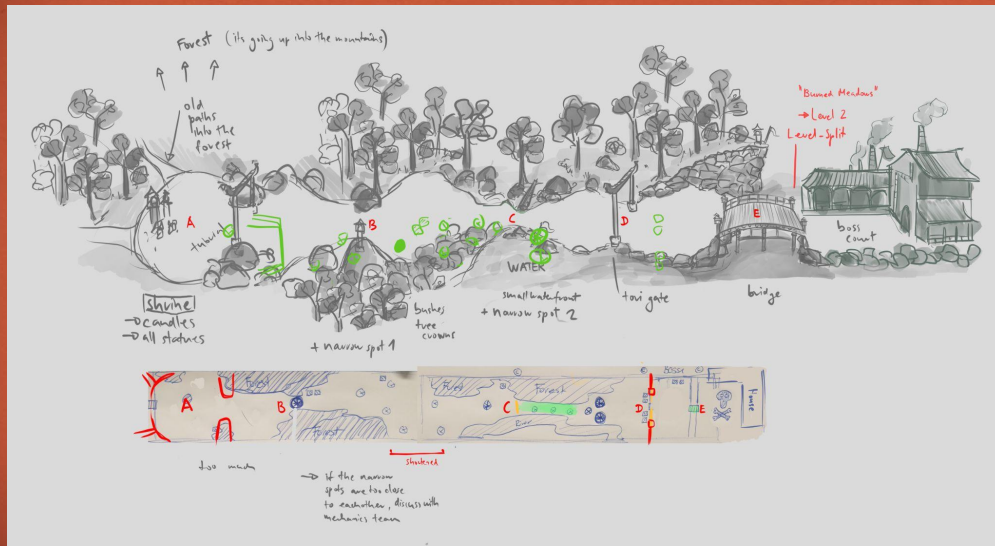 Forest (its going up into the mountains)
old
paths
into the
forest
"Burned Meadows"
→ Level 2
Level-Split
A
B
C
D
E
boss
court
WATER
small waterfront
+ narrow spot 2
tori gate
bridge
bushes
tree
crowns
+ narrow spot 1
shrine
→ candles
→ all statues
Forest
Forest
Forest
Forest
River
A
B
C
D
E
House
shortened
too much
→ if the narrow
spots are too close
to eachother, discuss with
mechanics team